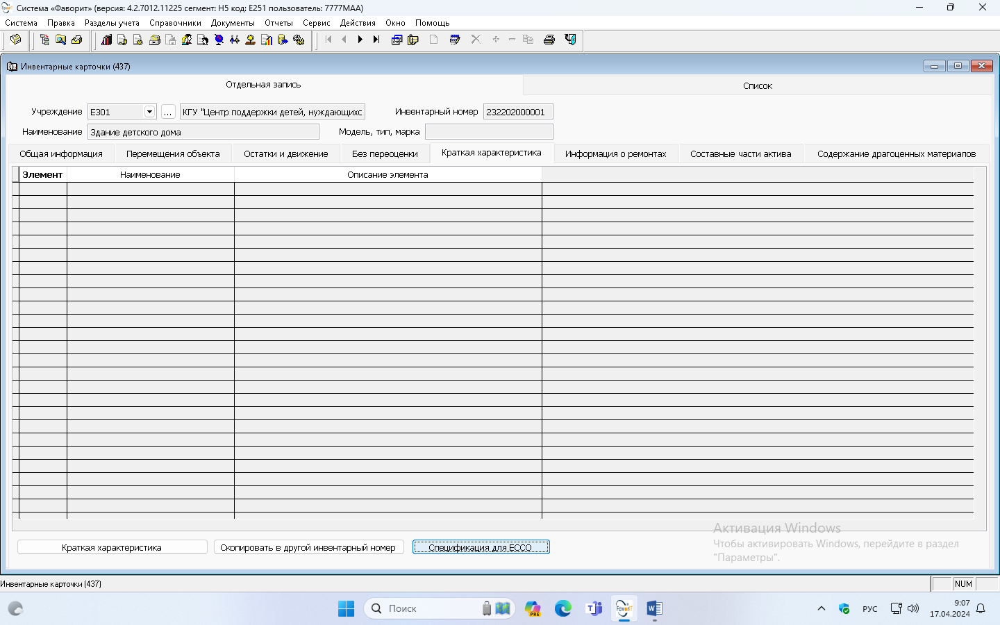 Система «Фаворит» (версия: 4.2.7012.11225 сегмент: H5 код: E251 пользователь: 7777MAA)
Система Правка Разделы учета Справочники Документы Отчеты Сервис Действия Окно Помощь
Инвентарные карточки (437)
Отдельная запись Список
Учреждение E301 ... КГУ "Центр поддержки детей, нуждающихс Инвентарный номер 232202000001
Наименование Здание детского дома Модель, тип, марка
Общая информация Перемещения объекта Остатки и движение Без переоценки Краткая характеристика Информация о ремонтах Составные части актива Содержание драгоценных материалов
Элемент Наименование Описание элемента
Активация Windows
Чтобы активировать Windows, перейдите в раздел
"Параметры".
Краткая характеристика Скопировать в другой инвентарный номер Спецификация для ЕССО
Инвентарные карточки (437) NUM
Поиск PRE FavorIT РУС 9:07
17.04.2024